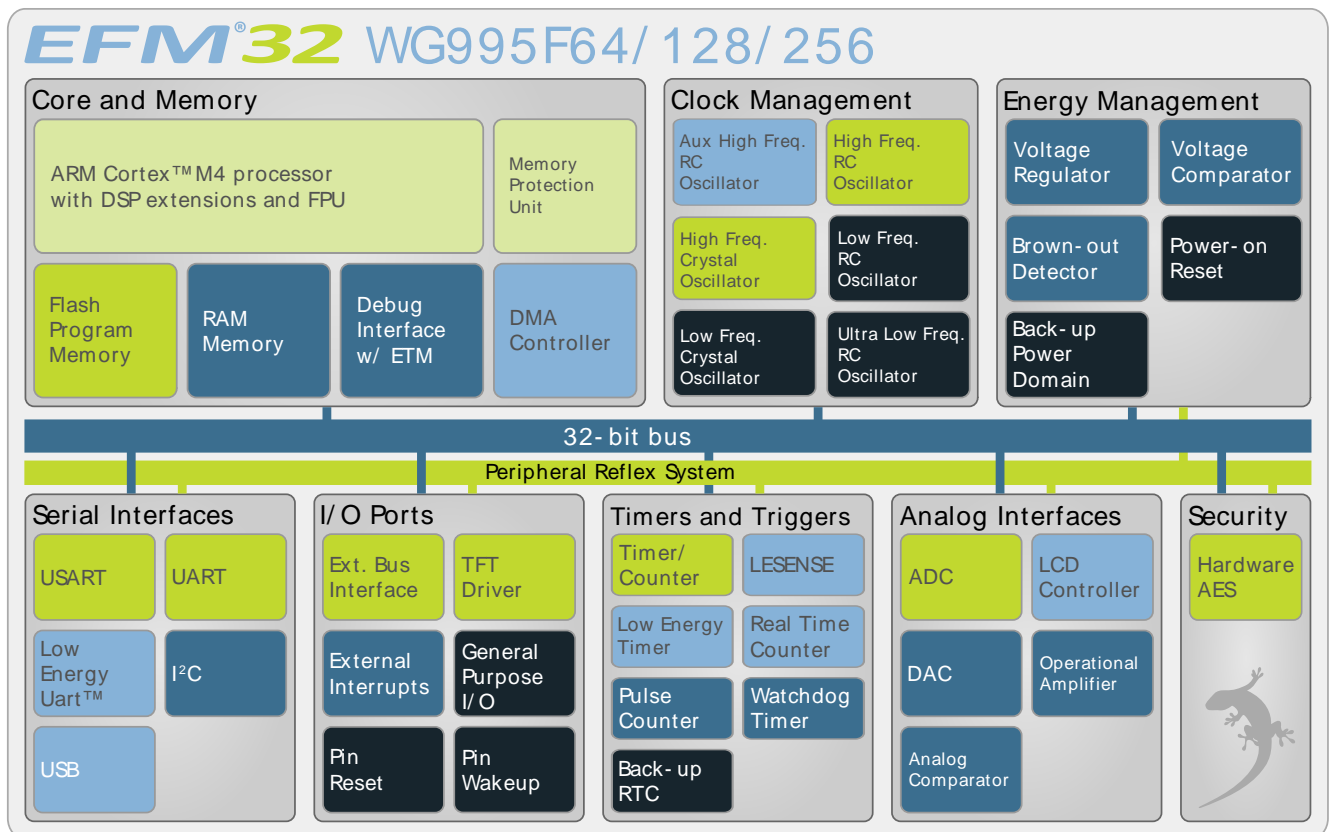 EFM®32 WG995F64/128/256
Core and Memory
ARM Cortex™ M4 processor
with DSP extensions and FPU
Memory
Protection
Unit
Flash
Program
Memory
RAM
Memory
Debug
Interface
w/ ETM
DMA
Controller
Clock Management
Aux High Freq.
RC
Oscillator
High Freq.
RC
Oscillator
High Freq.
Crystal
Oscillator
Low Freq.
RC
Oscillator
Low Freq.
Crystal
Oscillator
Ultra Low Freq.
RC
Oscillator
Energy Management
Voltage
Regulator
Voltage
Comparator
Brown-out
Detector
Power-on
Reset
Back-up
Power
Domain
32-bit bus
Peripheral Reflex System
Serial Interfaces
USART
UART
Low
Energy
Uart™
I²C
USB
I/O Ports
Ext. Bus
Interface
TFT
Driver
External
Interrupts
General
Purpose
I/O
Pin
Reset
Pin
Wakeup
Timers and Triggers
Timer/
Counter
LESENSE
Low Energy
Timer
Real Time
Counter
Pulse
Counter
Watchdog
Timer
Back-up
RTC
Analog Interfaces
ADC
LCD
Controller
DAC
Operational
Amplifier
Analog
Comparator
Security
Hardware
AES